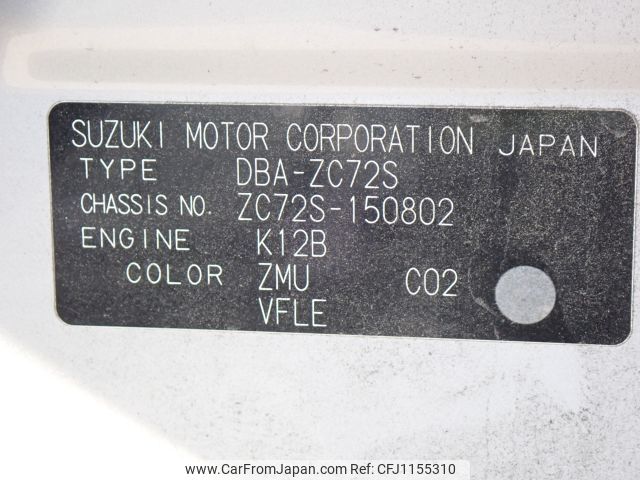 SUZUKI MOTOR CORPORATION JAPAN
TYPE DBA-ZC72S
CHASSIS NO. ZC72S-150802
ENGINE K12B
COLOR ZMU C02
VFLE
© www.CarFromJapan.com, Ref No. CFJ1155310